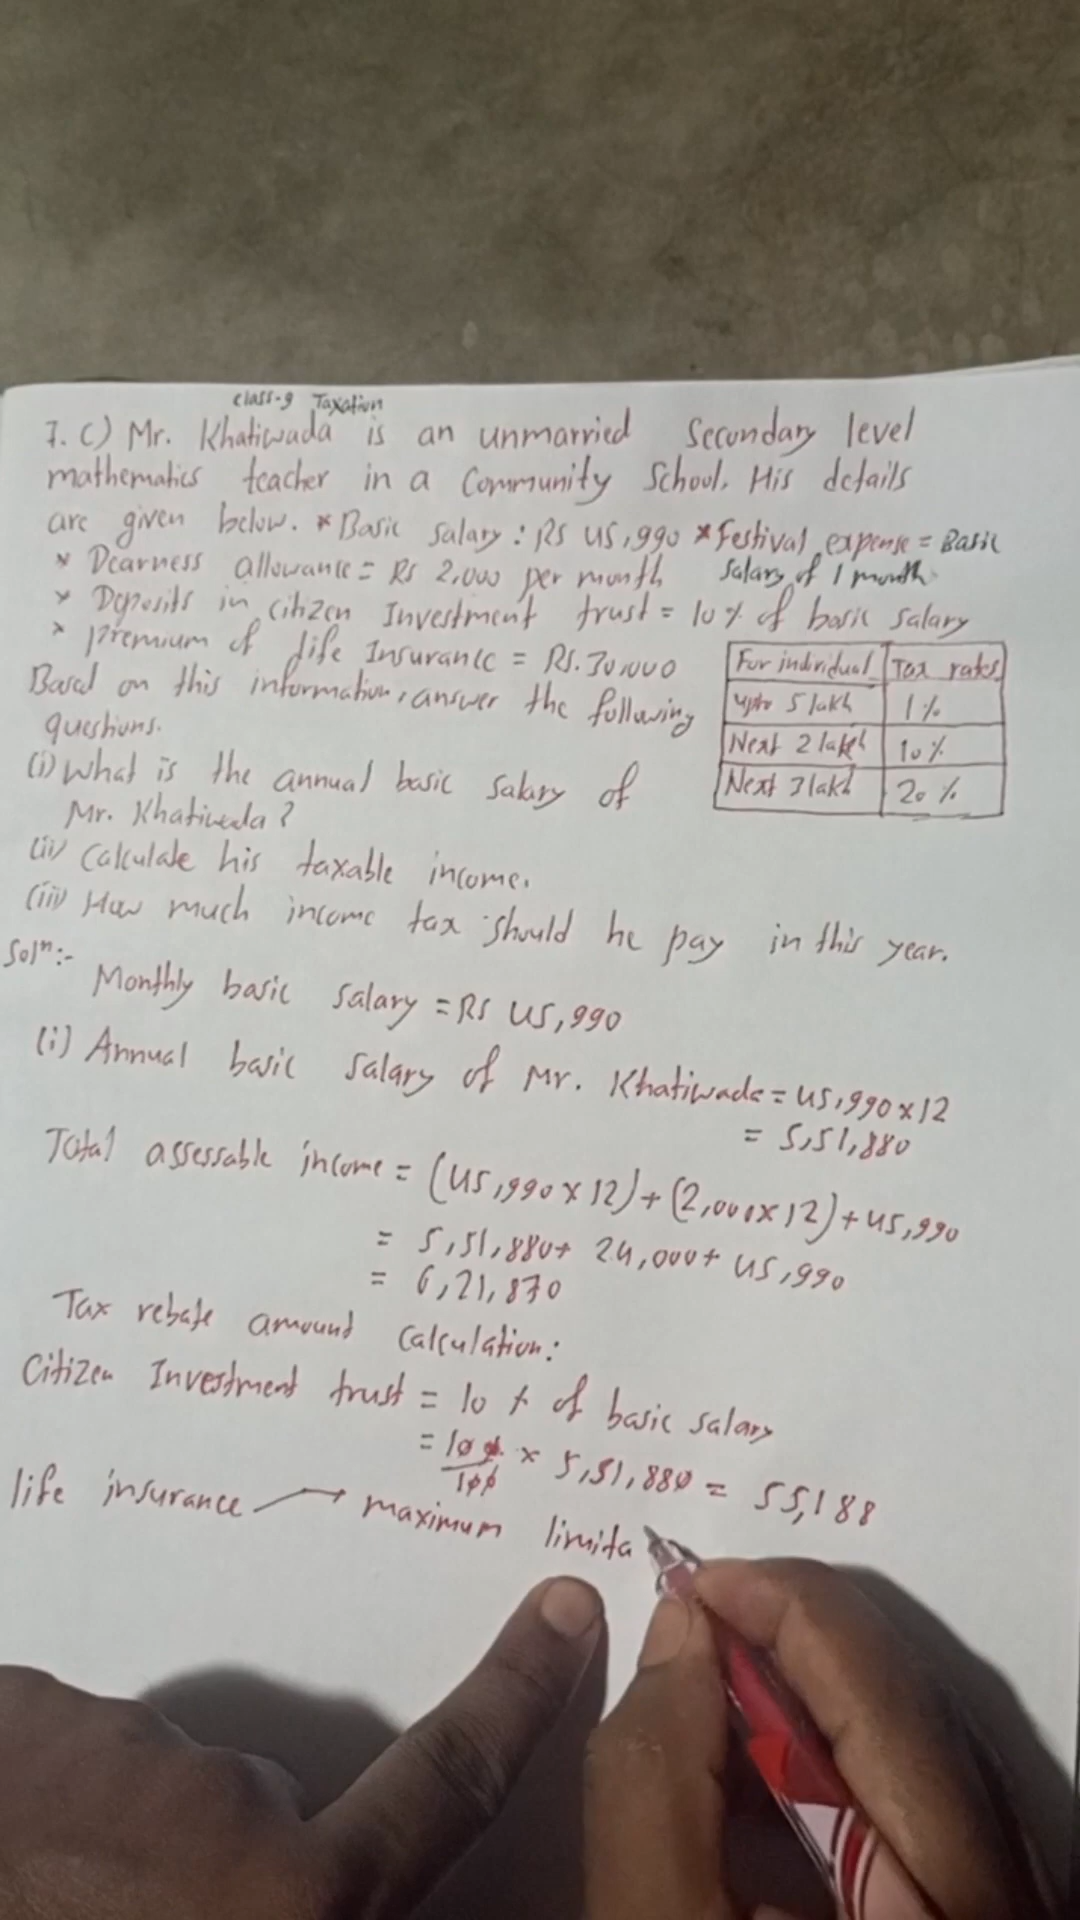 Class-9 Taxation
7. C) Mr. Khatiwada is an unmarried Secondary level
mathematics teacher in a Community School. His details
are given below. * Basic Salary : Rs 45,990 * Festival expense = Basic
Salary of 1 month
* Dearness allowance = Rs 2,000 per month
* Deposits in citizen Investment trust = 10% of basic salary
* premium of life Insurance = Rs. 30,000
Based on this information, answer the following
questions.
For individual Tax rates
upto 5 lakh 1%
Next 2 lakh 10%
Next 3 lakh 20%
(i) What is the annual basic salary of
Mr. Khatiwada?
(ii) Calculate his taxable income.
(iii) How much income tax should he pay in this year.
Solⁿ:-
Monthly basic salary = Rs 45,990
(i) Annual basic salary of Mr. Khatiwada = 45,990 x 12
= 5,51,880
Total assessable income = (45,990 x 12) + (2,000 x 12) + 45,990
= 5,51,880 + 24,000 + 45,990
= 6,21,870
Tax rebate amount calculation:
Citizen Investment trust = 10% of basic salary
= 10/100 x 5,51,880 = 55,188
life insurance → maximum limita